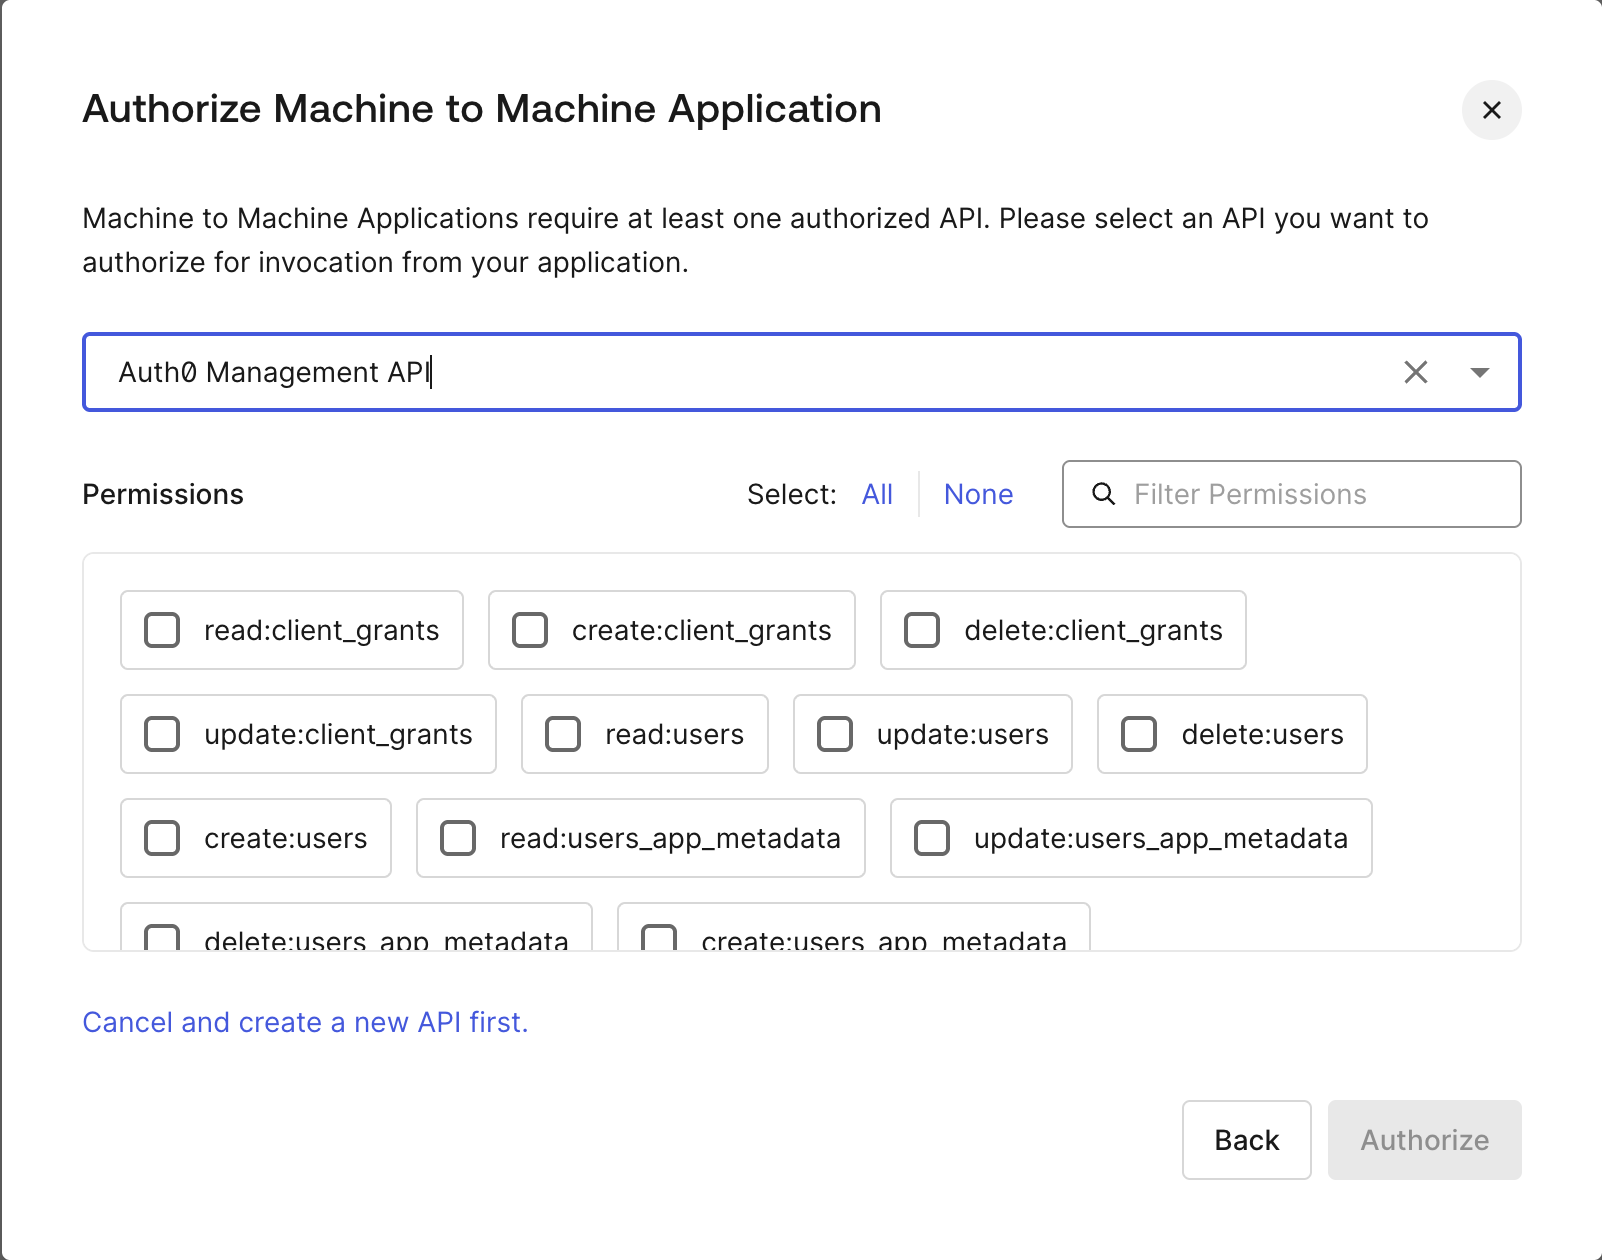 Authorize Machine to Machine Application
Machine to Machine Applications require at least one authorized API. Please select an API you want to
authorize for invocation from your application.
Auth0 Management API
Permissions
Select: All None
Filter Permissions
read:client_grants create:client_grants delete:client_grants
update:client_grants read:users update:users delete:users
create:users read:users_app_metadata update:users_app_metadata
delete:users_app_metadata create:users_app_metadata
Cancel and create a new API first.
Back Authorize